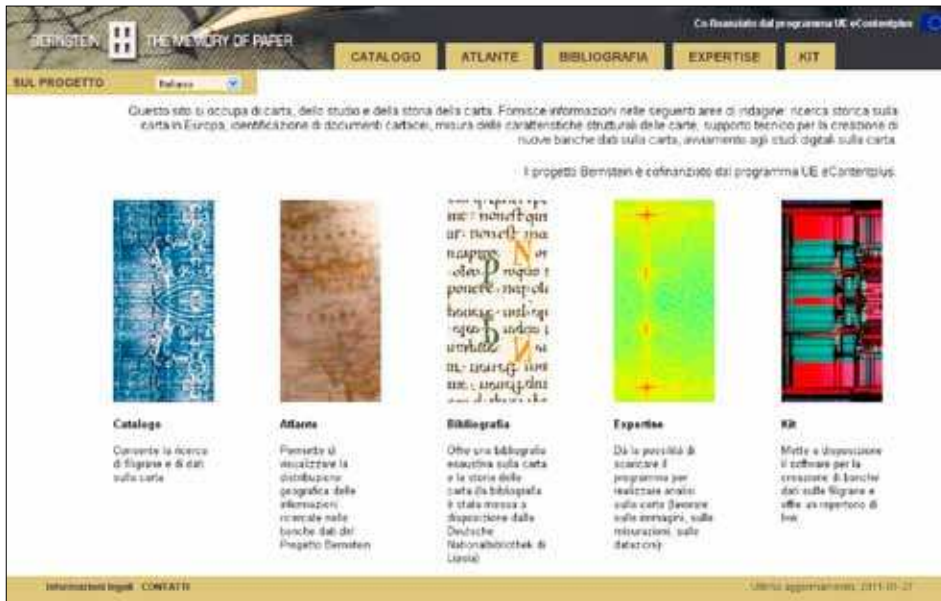 Co-finanziato dal programma UE eContentplus
BERNSTEIN THE MEMORY OF PAPER
CATALOGO ATLANTE BIBLIOGRAFIA EXPERTISE KIT
SUL PROGETTO Italiano
Questo sito si occupa di carta, dello studio e della storia della carta. Fornisce informazioni nelle seguenti aree di indagine: ricerca storica sulla
carta in Europa, identificazione di documenti cartacei, misura delle caratteristiche strutturali delle carte, supporto tecnico per la creazione di
nuove banche dati sulla carta, avviamento agli studi digitali sulla carta.
Il progetto Bernstein è cofinanziato dal programma UE eContentplus.
Catalogo
Consente la ricerca
di filigrane e di dati
sulla carta
Atlante
Permette di
visualizzare la
distribuzione
geografica delle
informazioni
ricercate nelle
banche dati del
Progetto Bernstein
Bibliografia
Offre una bibliografia
esaustiva sulla carta
e la storia della
carta (la bibliografia
è stata messa a
disposizione dalla
Deutsche
Nationalbibliothek di
Lipsia)
Expertise
Dà la possibilità di
scaricare il
programma per
realizzare analisi
sulla carta (lavorare
sulle immagini, sulle
misurazioni, sulle
datazioni)
Kit
Mette a disposizione
il software per la
creazione di banche
dati sulle filigrane e
offre un repertorio di
link
Informazioni legali CONTATTI
Ultimo aggiornamento: 2011-01-27